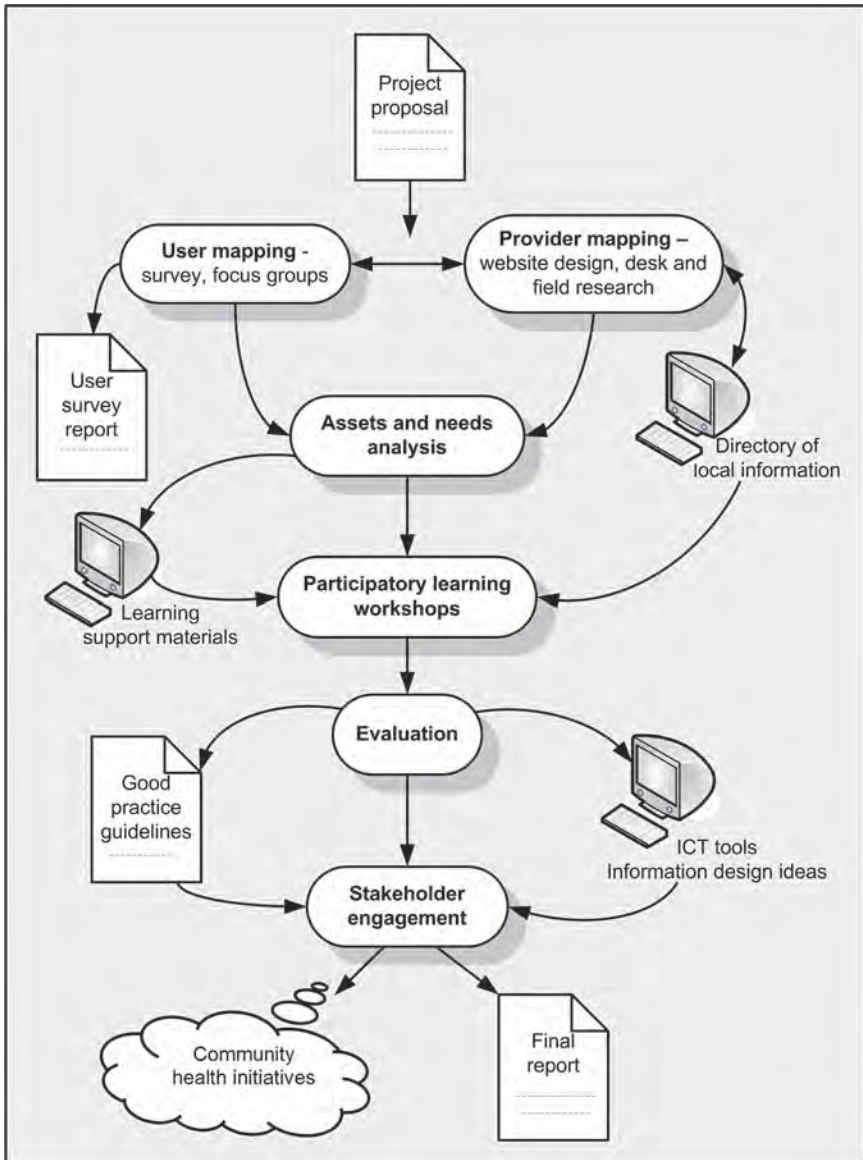 Project
proposal
User mapping -
survey, focus groups
Provider mapping –
website design, desk and
field research
User
survey
report
Assets and needs
analysis
Directory of
local information
Learning
support materials
Participatory learning
workshops
Evaluation
Good
practice
guidelines
ICT tools
Information design ideas
Stakeholder
engagement
Community
health initiatives
Final
report